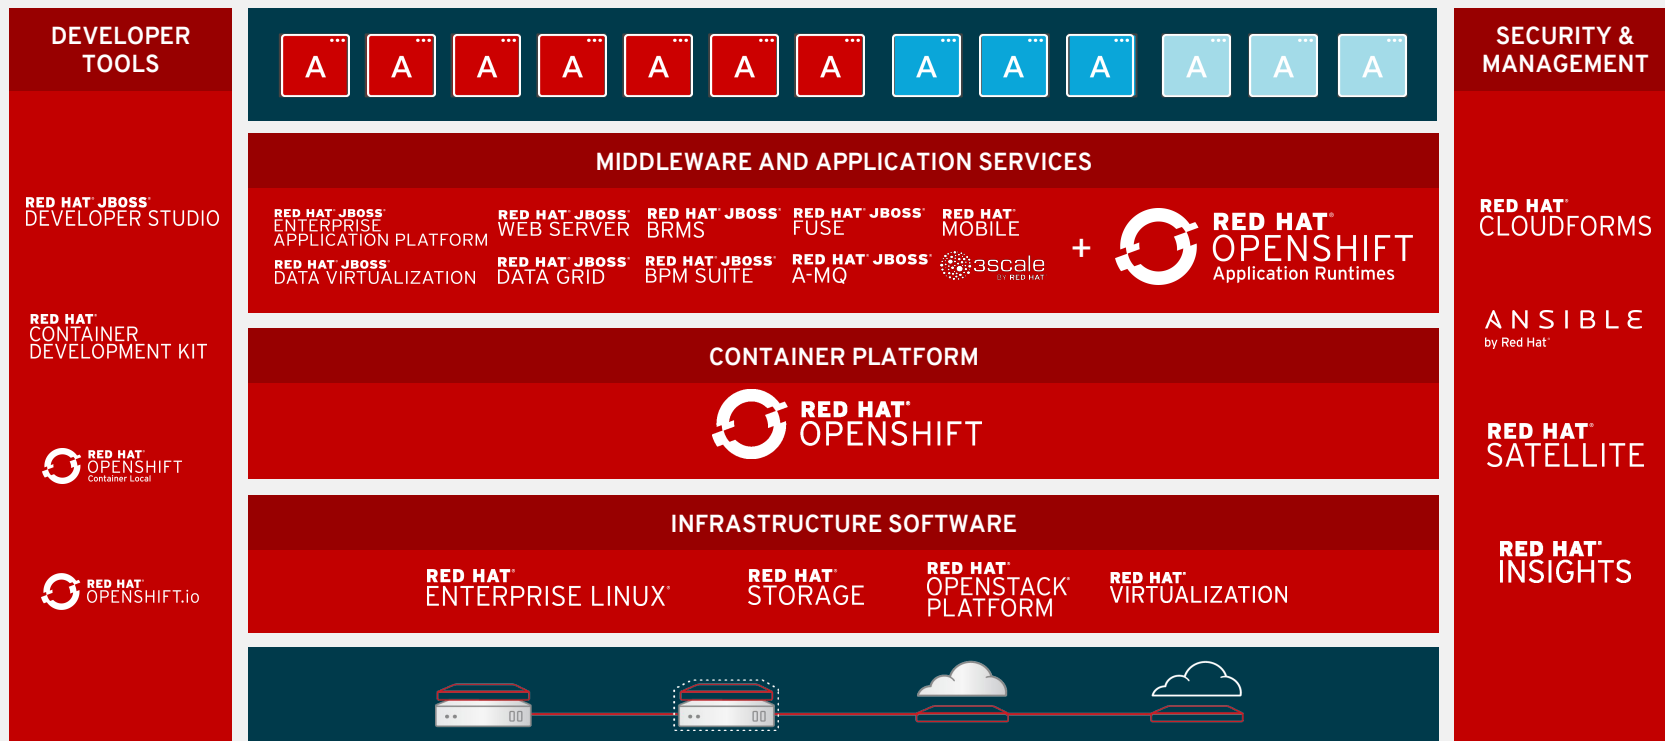 DEVELOPER
TOOLS
RED HAT® JBOSS®
DEVELOPER STUDIO
RED HAT®
CONTAINER
DEVELOPMENT KIT
RED HAT®
OPENSHIFT
Container Local
RED HAT®
OPENSHIFT.io
A A A A A A A A A A A A A
MIDDLEWARE AND APPLICATION SERVICES
RED HAT® JBOSS®
ENTERPRISE
APPLICATION PLATFORM
RED HAT® JBOSS®
WEB SERVER
RED HAT® JBOSS®
BRMS
RED HAT® JBOSS®
FUSE
RED HAT®
MOBILE
RED HAT® JBOSS®
DATA VIRTUALIZATION
RED HAT® JBOSS®
DATA GRID
RED HAT® JBOSS®
BPM SUITE
RED HAT® JBOSS®
A-MQ
3scale
BY RED HAT
+
RED HAT®
OPENSHIFT
Application Runtimes
CONTAINER PLATFORM
RED HAT®
OPENSHIFT
INFRASTRUCTURE SOFTWARE
RED HAT®
ENTERPRISE LINUX®
RED HAT®
STORAGE
RED HAT®
OPENSTACK®
PLATFORM
RED HAT®
VIRTUALIZATION
SECURITY &
MANAGEMENT
RED HAT®
CLOUDFORMS
ANSIBLE
by Red Hat®
RED HAT®
SATELLITE
RED HAT®
INSIGHTS